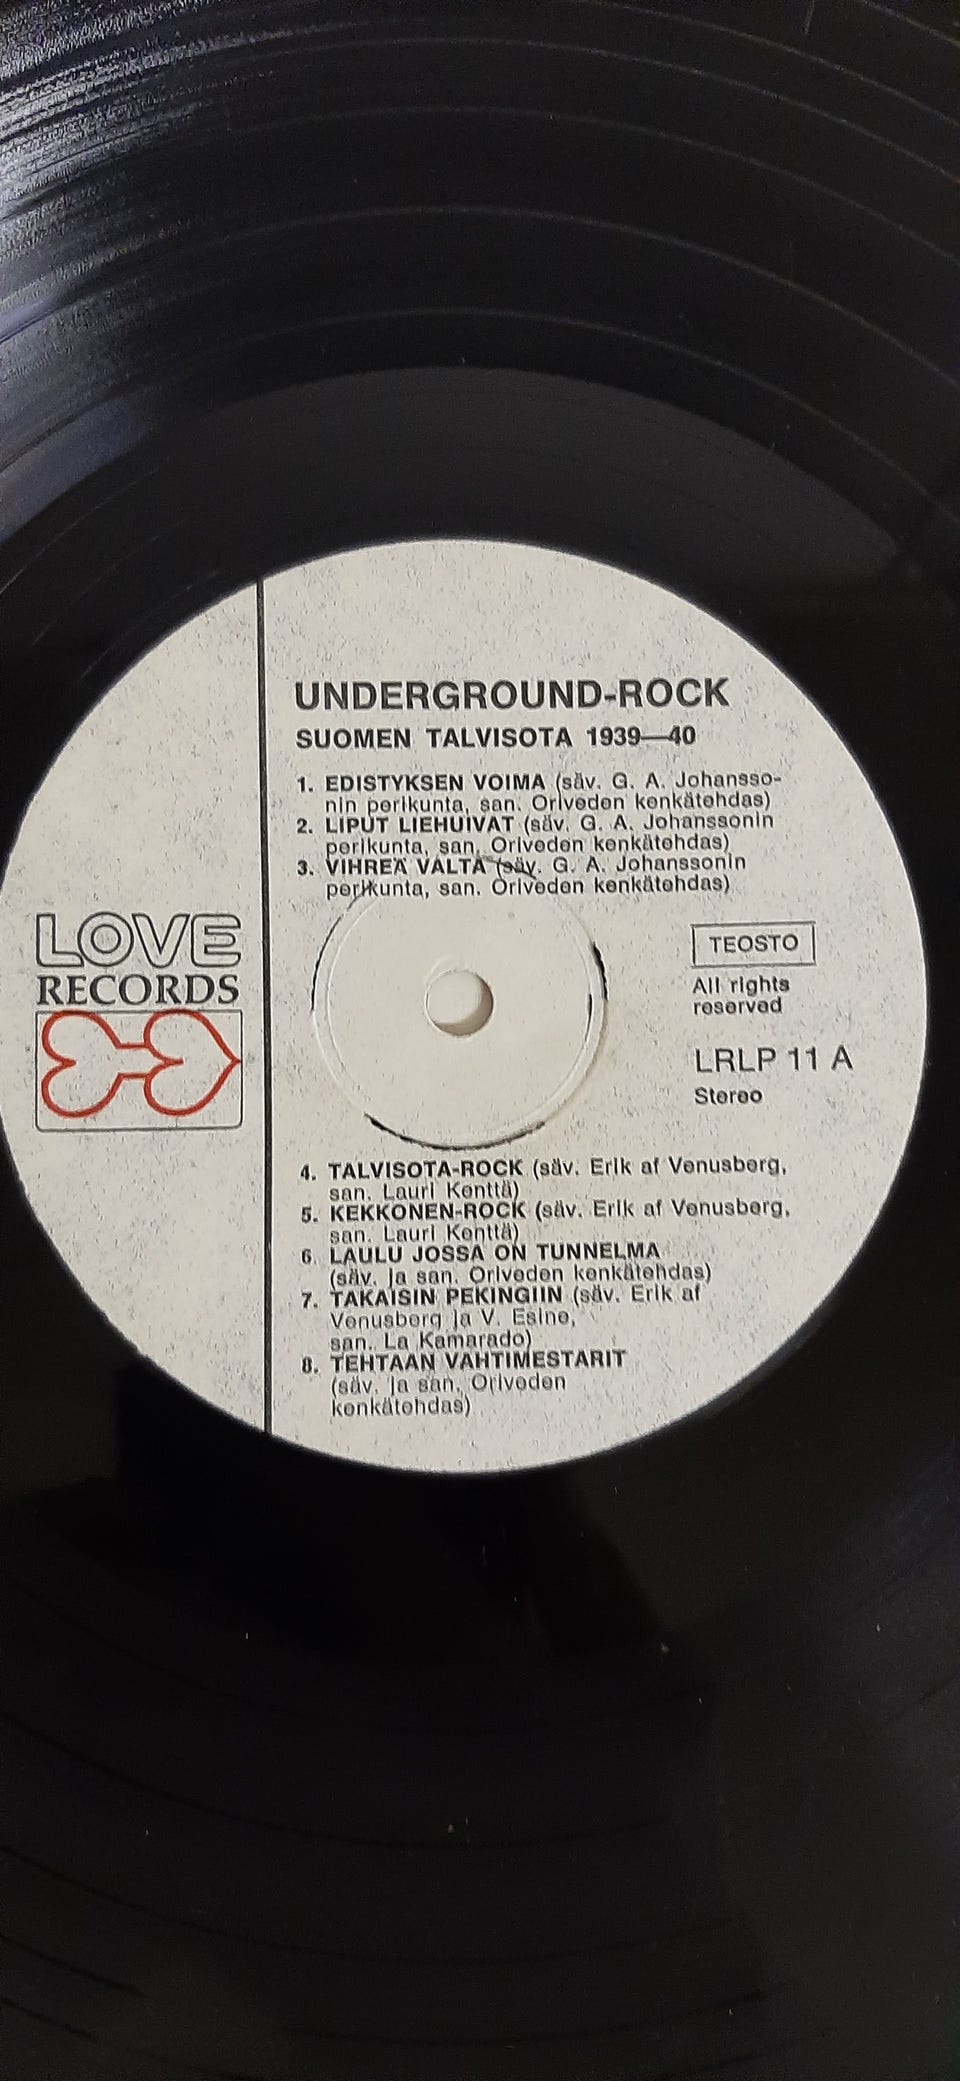 UNDERGROUND-ROCK
SUOMEN TALVISOTA 1939—40
1. EDISTYKSEN VOIMA (säv. G. A. Johansso-
nin perikunta, san. Oriveden kenkätehdas)
2. LIPUT LIEHUIVAT (säv. G. A. Johanssonin
perikunta, san. Oriveden kenkätehdas)
3. VIHREÄ VALTA (säv. G. A. Johanssonin
perikunta, san. Oriveden kenkätehdas)
LOVE
RECORDS
TEOSTO
All rights
reserved
LRLP 11 A
Stereo
4. TALVISOTA-ROCK (säv. Erik af Venusberg,
san. Lauri Kenttä)
5. KEKKONEN-ROCK (säv. Erik af Venusberg,
san. Lauri Kenttä)
6. LAULU JOSSA ON TUNNELMA
(säv. ja san. Oriveden kenkätehdas)
7. TAKAISIN PEKINGIIN (säv. Erik af
Venusberg ja V. Esine,
san. La Kamarado)
8. TEHTAAN VAHTIMESTARIT
(säv. ja san. Oriveden
kenkätehdas)